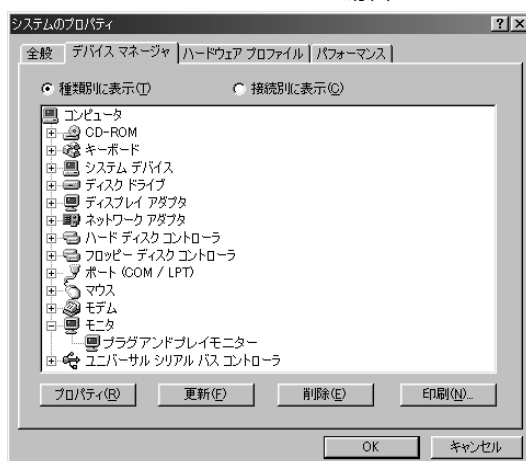 システムのプロパティ
全般 デバイス マネージャ ハードウェア プロファイル パフォーマンス
種類別に表示(T) 接続別に表示(C)
コンピュータ
CD-ROM
キーボード
システム デバイス
ディスク ドライブ
ディスプレイ アダプタ
ネットワーク アダプタ
ハード ディスク コントローラ
フロッピー ディスク コントローラ
ポート (COM / LPT)
マウス
モデム
モニタ
プラグアンドプレイモニター
ユニバーサル シリアル バス コントローラ
プロパティ(R) 更新(F) 削除(E) 印刷(N)...
OK キャンセル